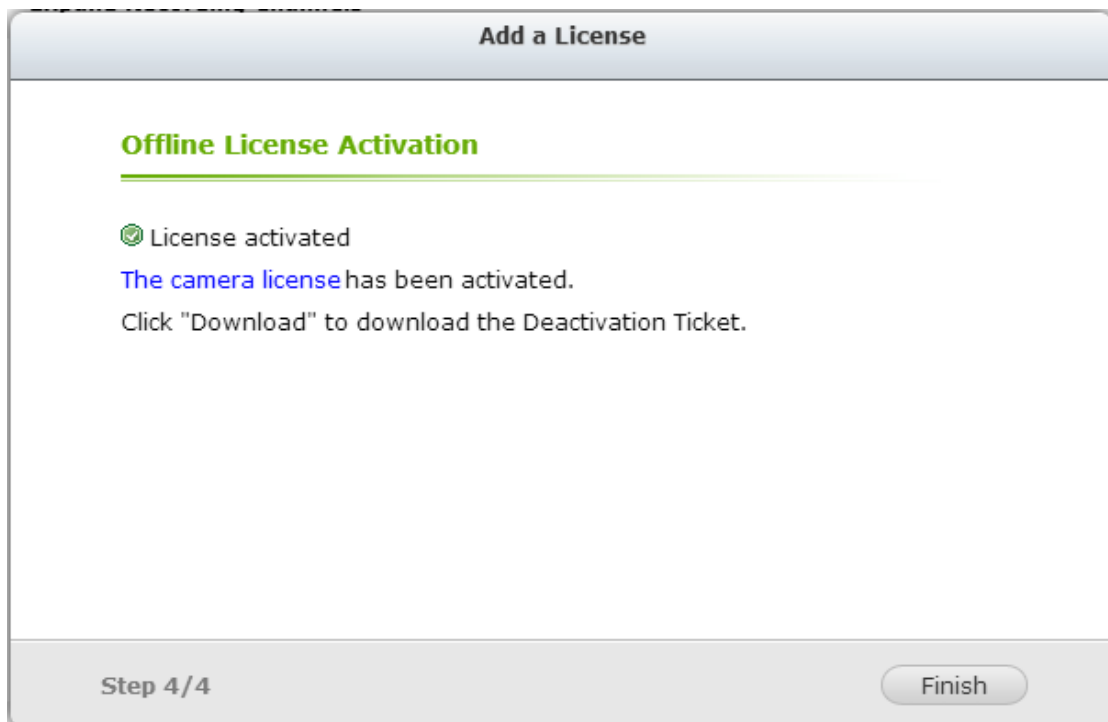 Add a License
Offline License Activation
License activated
The camera license has been activated.
Click "Download" to download the Deactivation Ticket.
Step 4/4
Finish